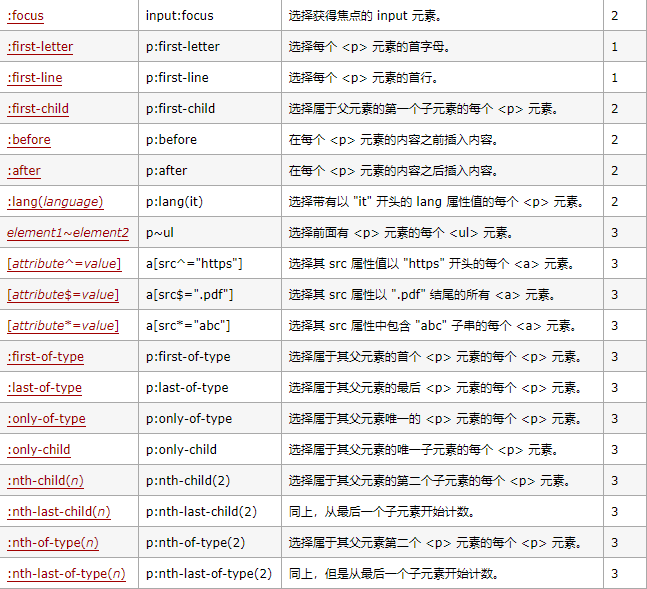 :focus input:focus 选择获得焦点的 input 元素。 2
:first-letter p:first-letter 选择每个 <p> 元素的首字母。 1
:first-line p:first-line 选择每个 <p> 元素的首行。 1
:first-child p:first-child 选择属于父元素的第一个子元素的每个 <p> 元素。 2
:before p:before 在每个 <p> 元素的内容之前插入内容。 2
:after p:after 在每个 <p> 元素的内容之后插入内容。 2
:lang(language) p:lang(it) 选择带有以 "it" 开头的 lang 属性值的每个 <p> 元素。 2
element1~element2 p~ul 选择前面有 <p> 元素的每个 <ul> 元素。 3
[attribute^=value] a[src^="https"] 选择其 src 属性值以 "https" 开头的每个 <a> 元素。 3
[attribute$=value] a[src$=".pdf"] 选择其 src 属性以 ".pdf" 结尾的所有 <a> 元素。 3
[attribute*=value] a[src*="abc"] 选择其 src 属性中包含 "abc" 子串的每个 <a> 元素。 3
:first-of-type p:first-of-type 选择属于其父元素的首个 <p> 元素的每个 <p> 元素。 3
:last-of-type p:last-of-type 选择属于其父元素的最后 <p> 元素的每个 <p> 元素。 3
:only-of-type p:only-of-type 选择属于其父元素唯一的 <p> 元素的每个 <p> 元素。 3
:only-child p:only-child 选择属于其父元素的唯一子元素的每个 <p> 元素。 3
:nth-child(n) p:nth-child(2) 选择属于其父元素的第二个子元素的每个 <p> 元素。 3
:nth-last-child(n) p:nth-last-child(2) 同上，从最后一个子元素开始计数。 3
:nth-of-type(n) p:nth-of-type(2) 选择属于其父元素第二个 <p> 元素的每个 <p> 元素。 3
:nth-last-of-type(n) p:nth-last-of-type(2) 同上，但是从最后一个子元素开始计数。 3